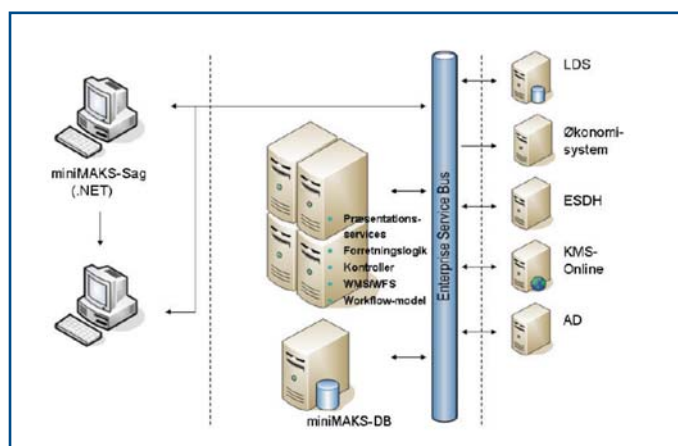 miniMAKS-Sag
(.NET)
Præsentations-
services
Forretningslogik
Kontroller
WMS/WFS
Workflow-model
miniMAKS-DB
Enterprise Service Bus
LDS
Økonomi-
system
ESDH
KMS-
Online
AD